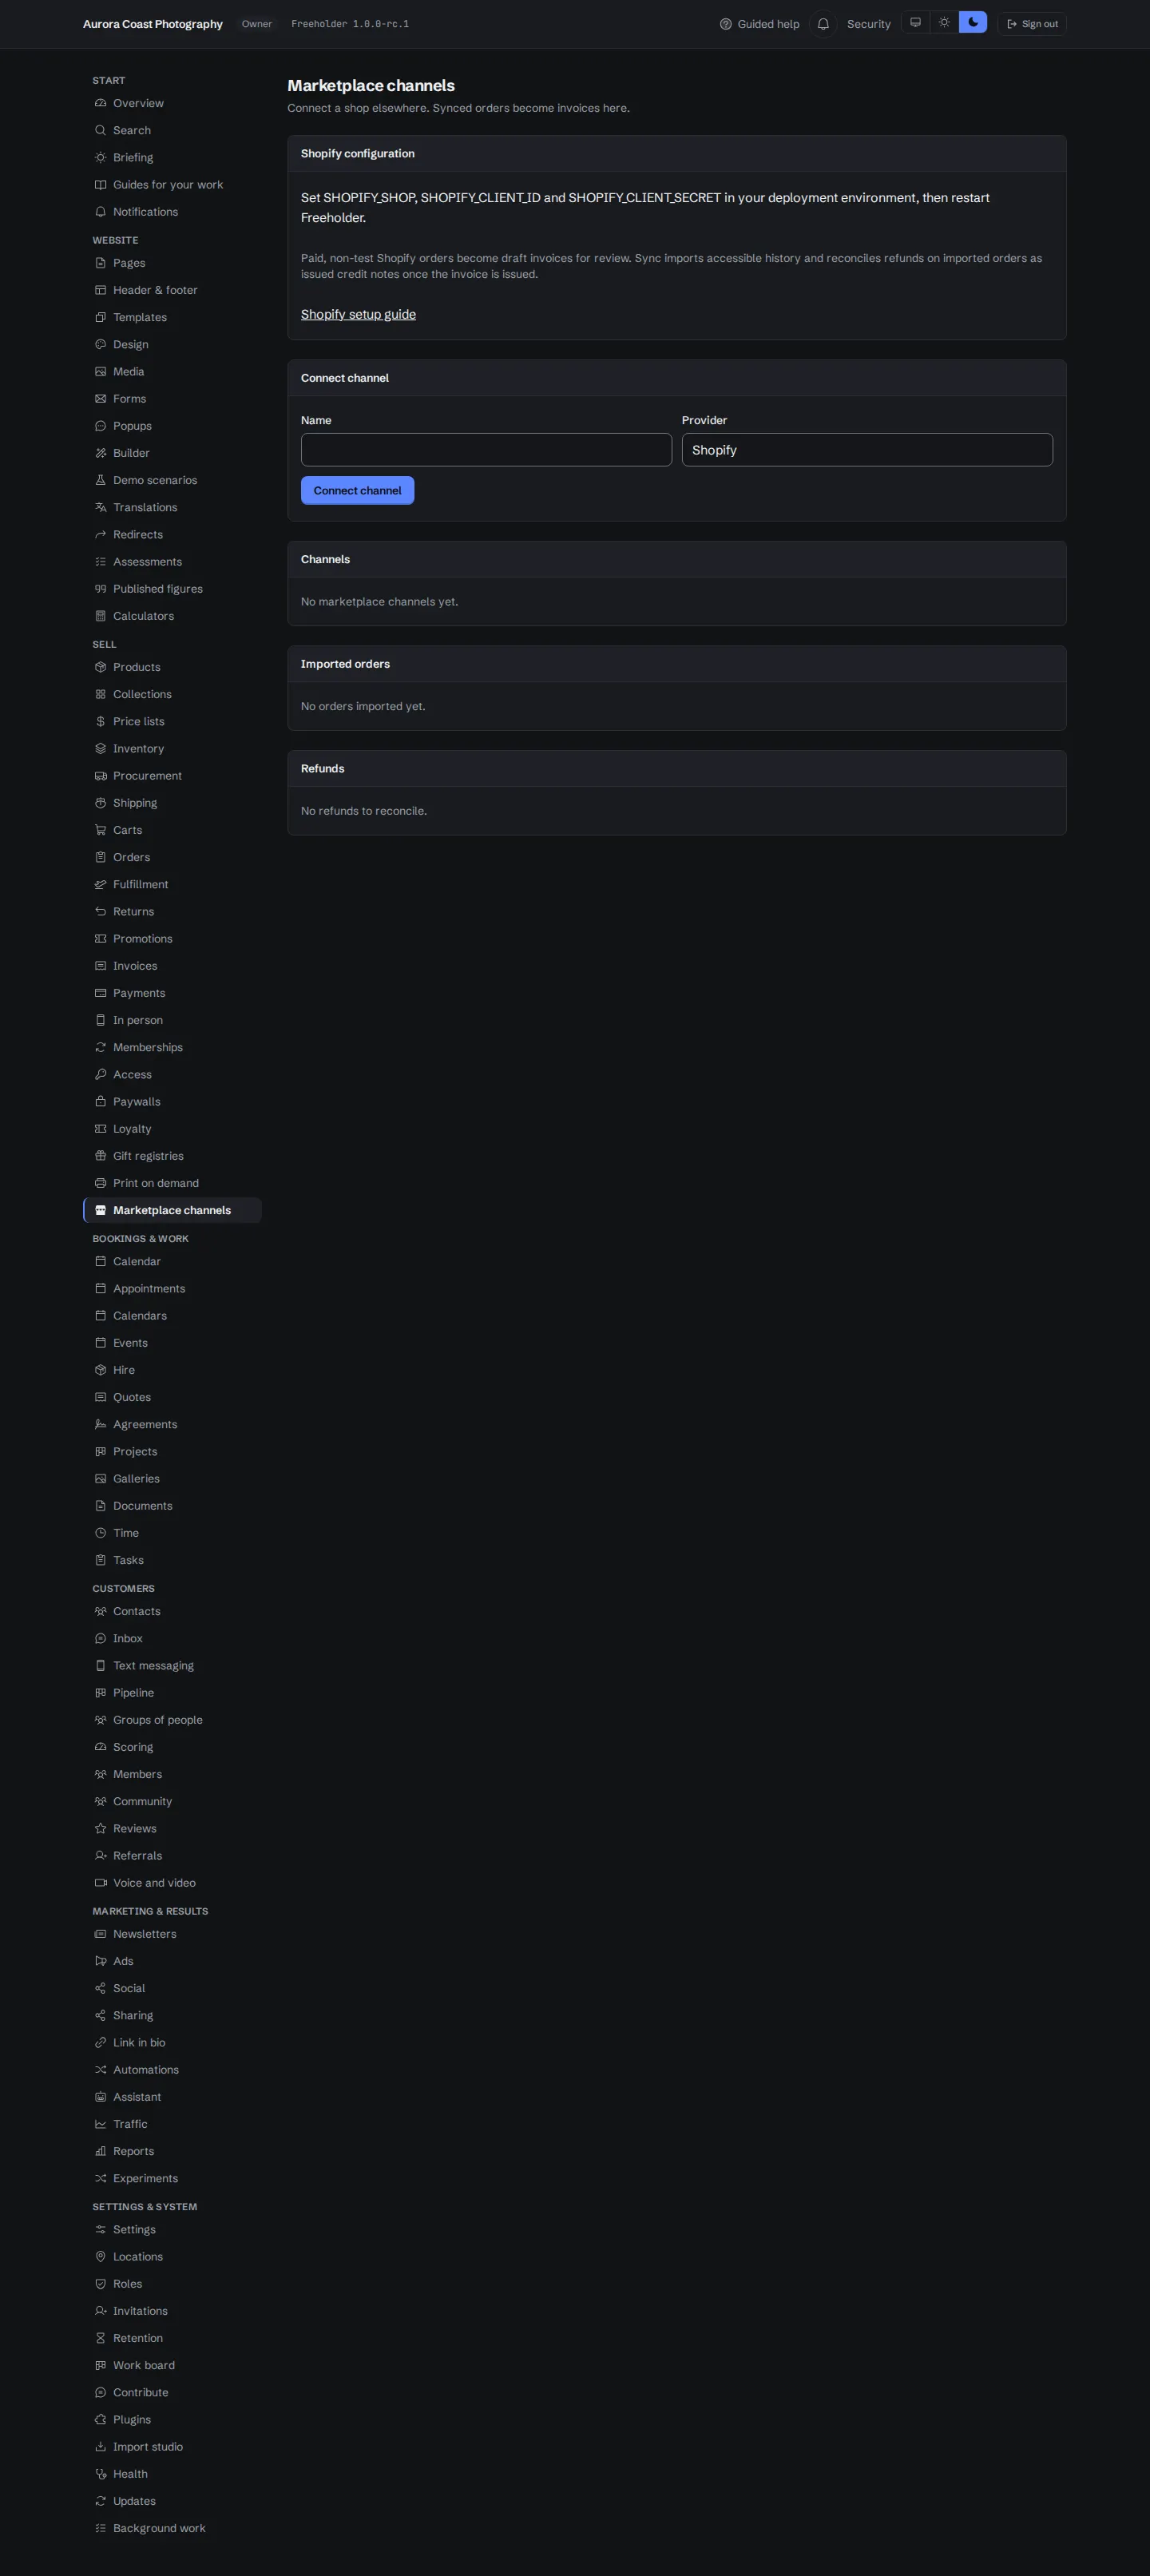 Aurora Coast Photography
Owner
Freeholder 1.0.0-rc.1
Guided help
Security
Sign out
START
Overview
Search
Briefing
Guides for your work
Notifications
WEBSITE
Pages
Header & footer
Templates
Design
Media
Forms
Popups
Builder
Demo scenarios
Translations
Redirects
Assessments
Published figures
Calculators
SELL
Products
Collections
Price lists
Inventory
Procurement
Shipping
Carts
Orders
Fulfillment
Returns
Promotions
Invoices
Payments
In person
Memberships
Access
Paywalls
Loyalty
Gift registries
Print on demand
Marketplace channels
BOOKINGS & WORK
Calendar
Appointments
Calendars
Events
Hire
Quotes
Agreements
Projects
Galleries
Documents
Time
Tasks
CUSTOMERS
Contacts
Inbox
Text messaging
Pipeline
Groups of people
Scoring
Members
Community
Reviews
Referrals
Voice and video
MARKETING & RESULTS
Newsletters
Ads
Social
Sharing
Link in bio
Automations
Assistant
Traffic
Reports
Experiments
SETTINGS & SYSTEM
Settings
Locations
Roles
Invitations
Retention
Work board
Contribute
Plugins
Import studio
Health
Updates
Background work
Marketplace channels
Connect a shop elsewhere. Synced orders become invoices here.
Shopify configuration
Set SHOPIFY_SHOP, SHOPIFY_CLIENT_ID and SHOPIFY_CLIENT_SECRET in your deployment environment, then restart
Freeholder.
Paid, non-test Shopify orders become draft invoices for review. Sync imports accessible history and reconciles refunds on imported orders as
issued credit notes once the invoice is issued.
Shopify setup guide
Connect channel
Name
Provider
Shopify
Connect channel
Channels
No marketplace channels yet.
Imported orders
No orders imported yet.
Refunds
No refunds to reconcile.